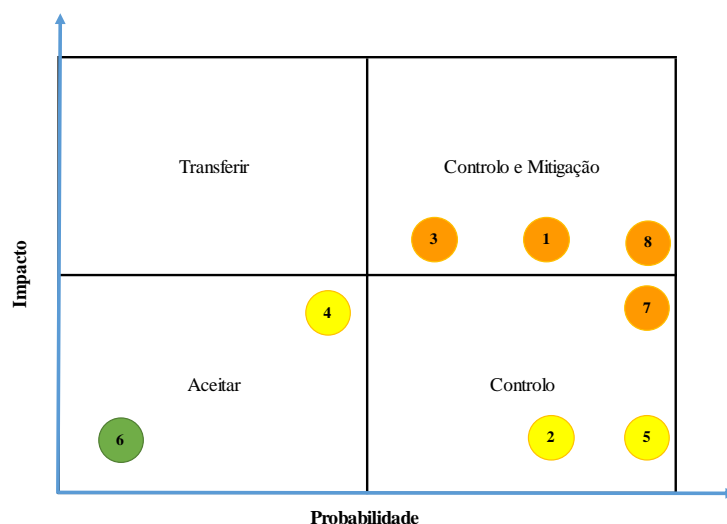 Transferir
Controlo e Mitigação
3
1
8
Impacto
4
7
Aceitar
Controlo
6
2
5
Probabilidade